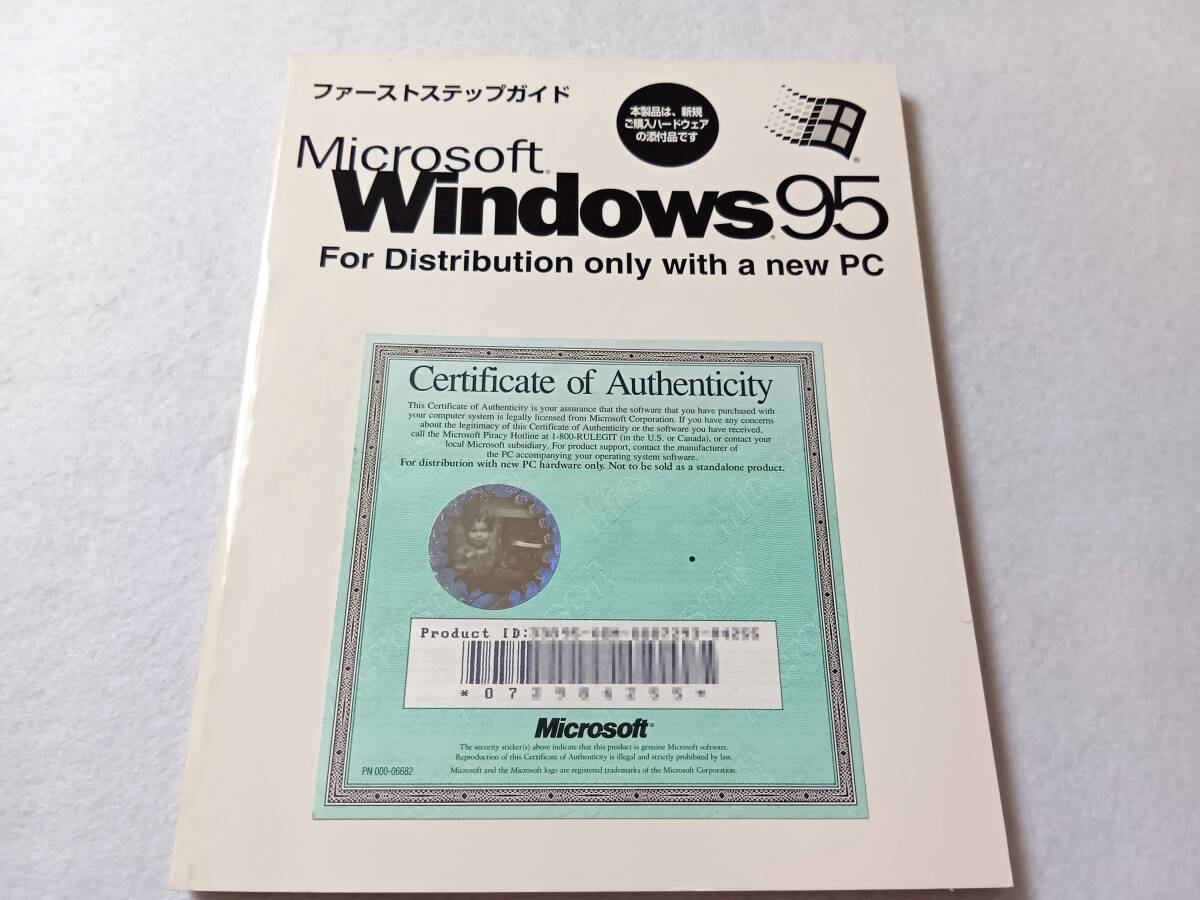 ファーストステップガイド
本製品は、新規
ご購入ハードウェア
の添付品です
Microsoft®
Windows®95
For Distribution only with a new PC
Certificate of Authenticity
This Certificate of Authenticity is your assurance that the software that you have purchased with
your computer system is legally licensed from Microsoft Corporation. If you have any concerns
about the legitimacy of this Certificate of Authenticity or the software you have received,
call the Microsoft Piracy Hotline at 1-800-RULEGIT (in the U.S. or Canada), or contact your
local Microsoft subsidiary. For product support, contact the manufacturer of
the PC accompanying your operating system software.
For distribution with new PC hardware only. Not to be sold as a standalone product.
Product ID:
*07
Microsoft®
The security sticker(s) above indicate that this product is genuine Microsoft software.
Reproduction of this Certificate of Authenticity is illegal and strictly prohibited by law.
PN 000-06682
Microsoft and the Microsoft logo are registered trademarks of the Microsoft Corporation.